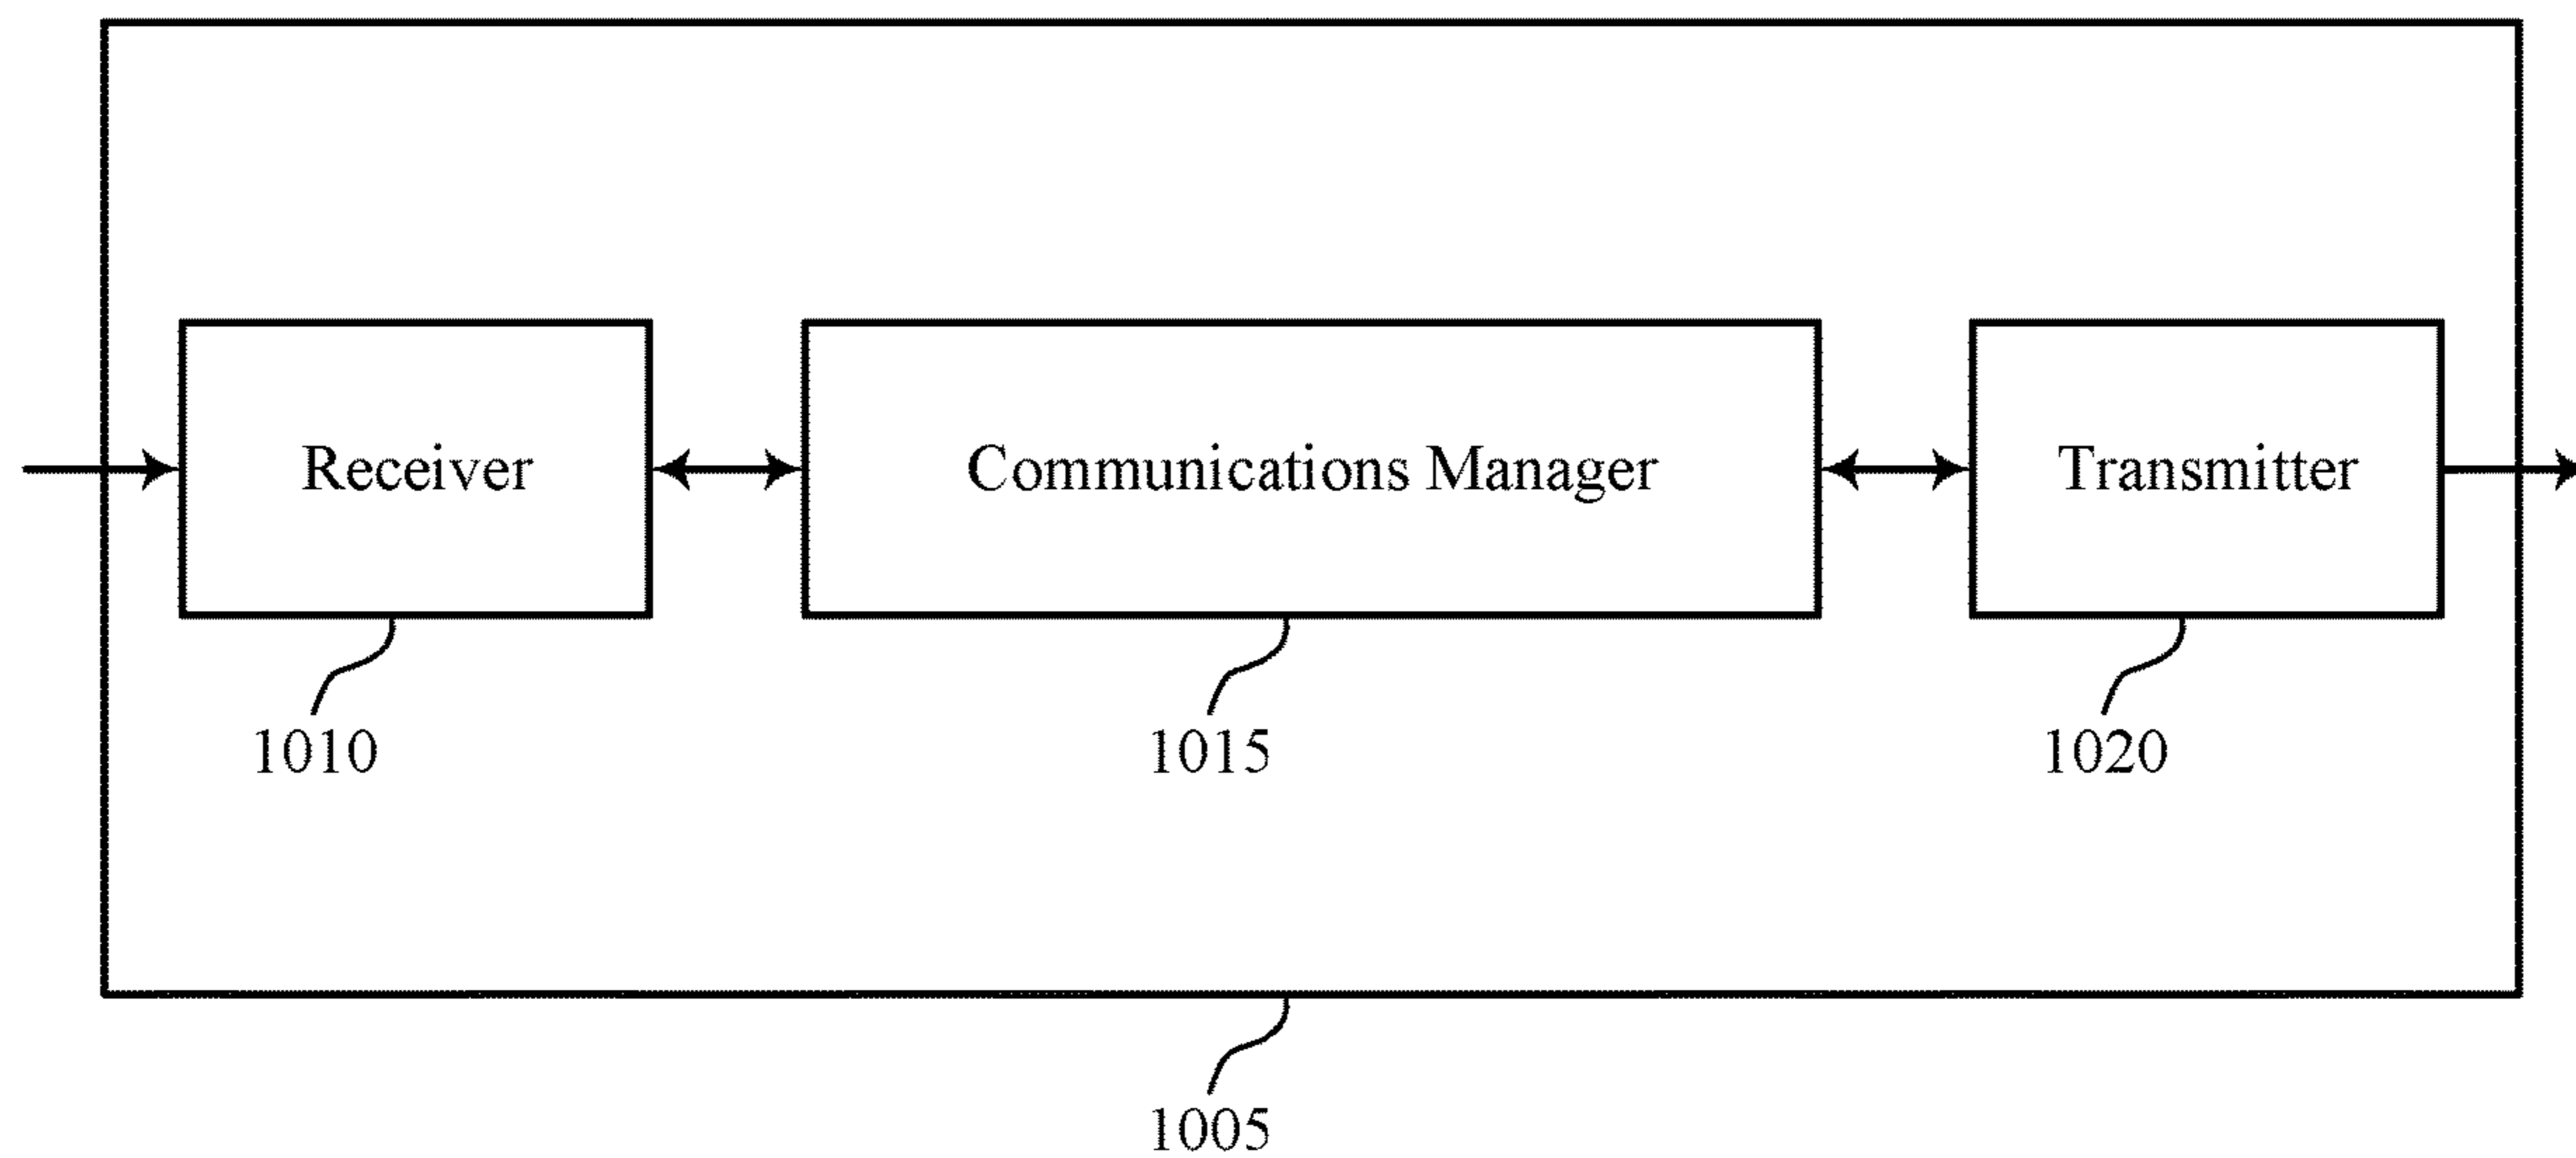 Receiver
Communications Manager
Transmitter
1010
1015
1020
1005